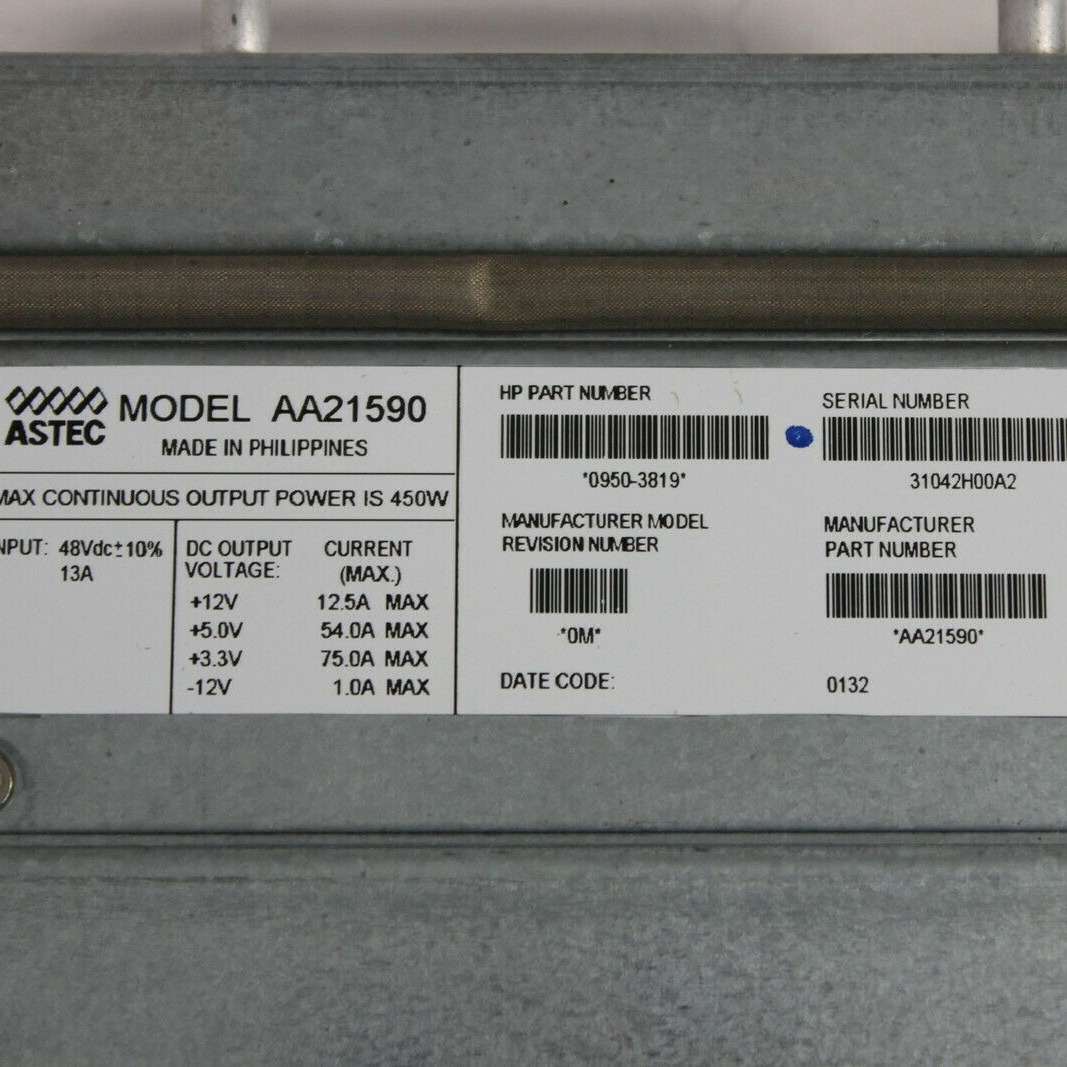 ASTEC
MODEL AA21590
MADE IN PHILIPPINES
MAX CONTINUOUS OUTPUT POWER IS 450W
NPUT: 48Vdc±10%
13A
DC OUTPUT VOLTAGE:
CURRENT (MAX.)
+12V 12.5A MAX
+5.0V 54.0A MAX
+3.3V 75.0A MAX
-12V 1.0A MAX
HP PART NUMBER
*0950-3819*
SERIAL NUMBER
31042H00A2
MANUFACTURER MODEL
REVISION NUMBER
*0M*
MANUFACTURER
PART NUMBER
*AA21590*
DATE CODE: 0132